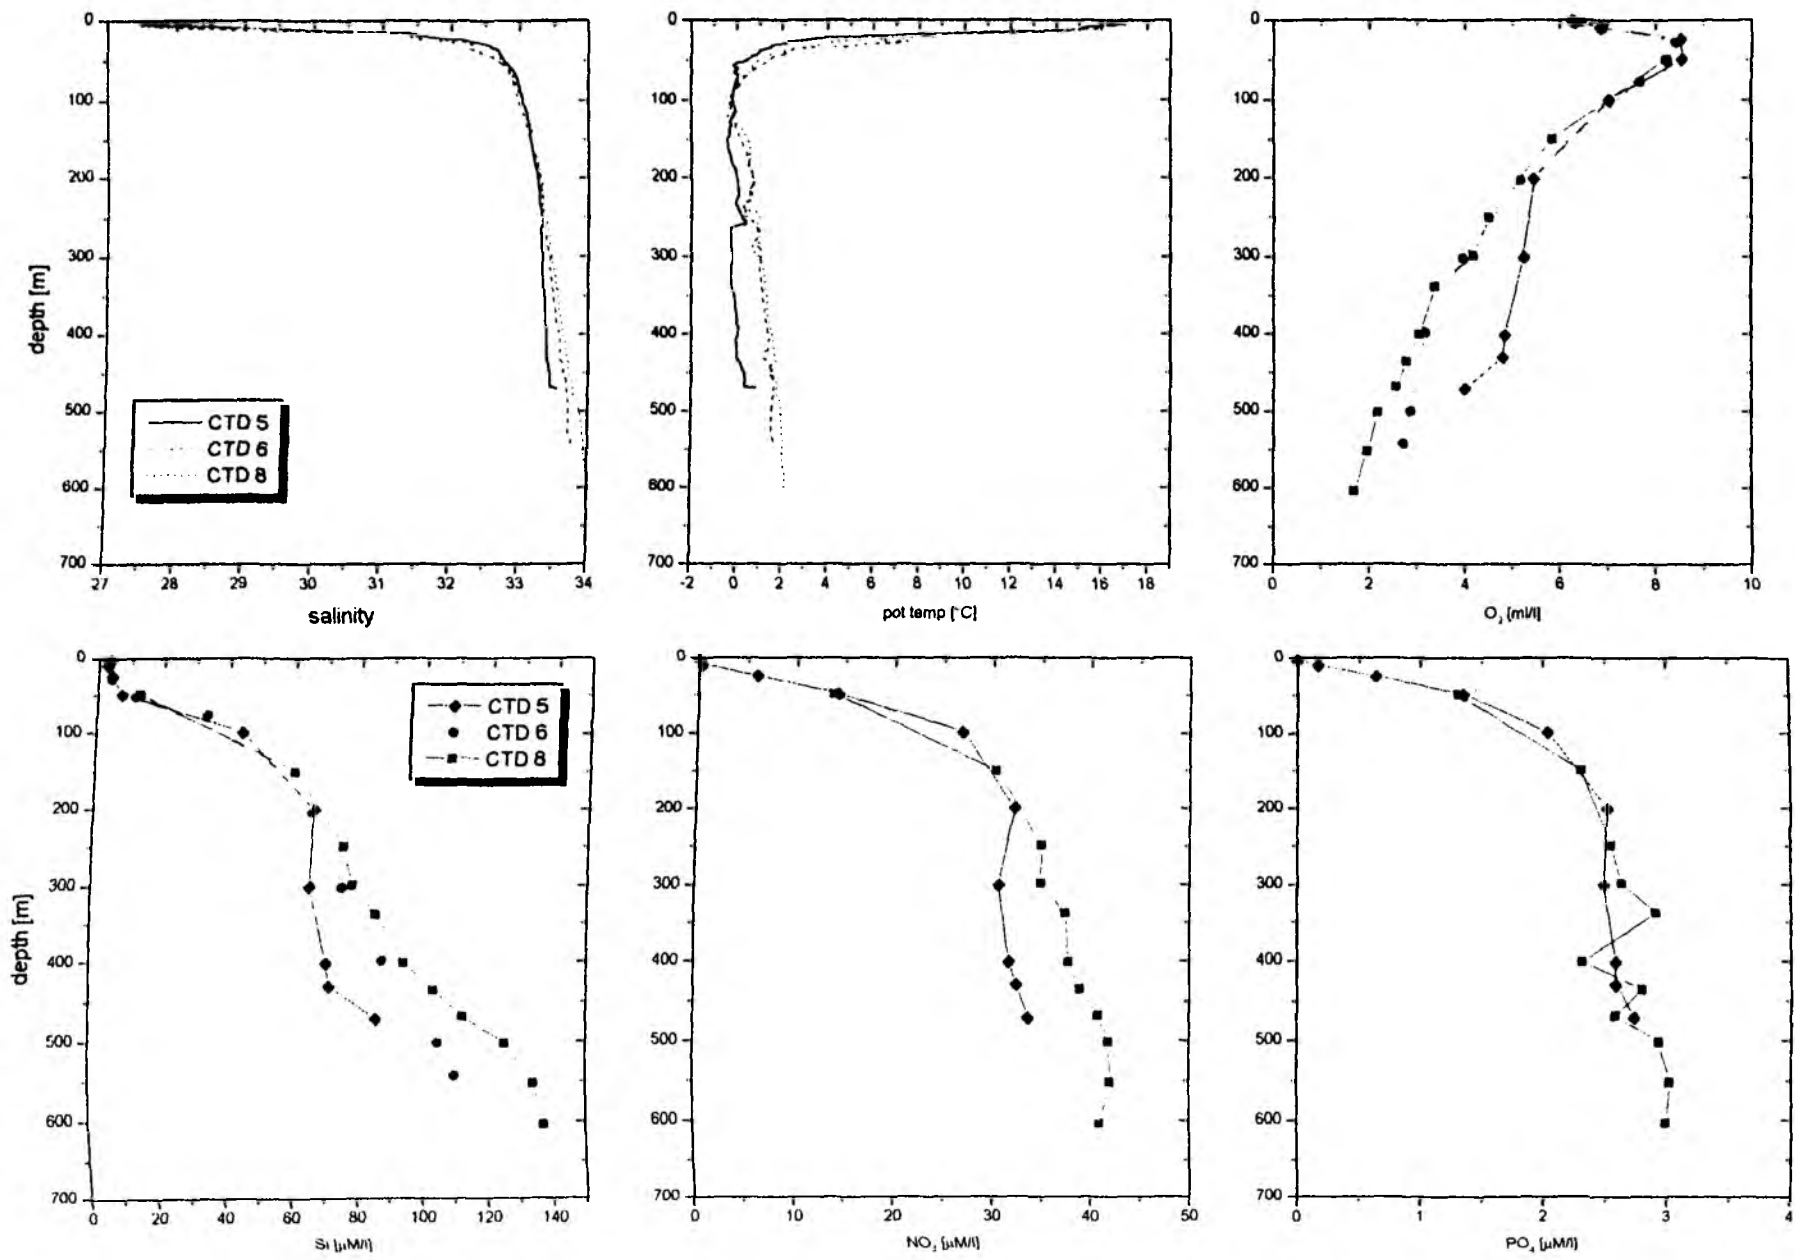 0
100
200
300
400
500
600
700
depth [m]
CTD 5
CTD 6
CTD 8
27 28 29 30 31 32 33 34
salinity
0
100
200
300
400
500
600
700
-2 0 2 4 6 8 10 12 14 16 18
pot temp [°C]
0
100
200
300
400
500
600
700
0 2 4 6 8 10
O2 [ml/l]
0
100
200
300
400
500
600
700
depth [m]
CTD 5
CTD 6
CTD 8
0 20 40 60 80 100 120 140
Si [µM/l]
0
100
200
300
400
500
600
700
0 10 20 30 40 50
NO3 [µM/l]
0
100
200
300
400
500
600
700
0 1 2 3 4
PO4 [µM/l]